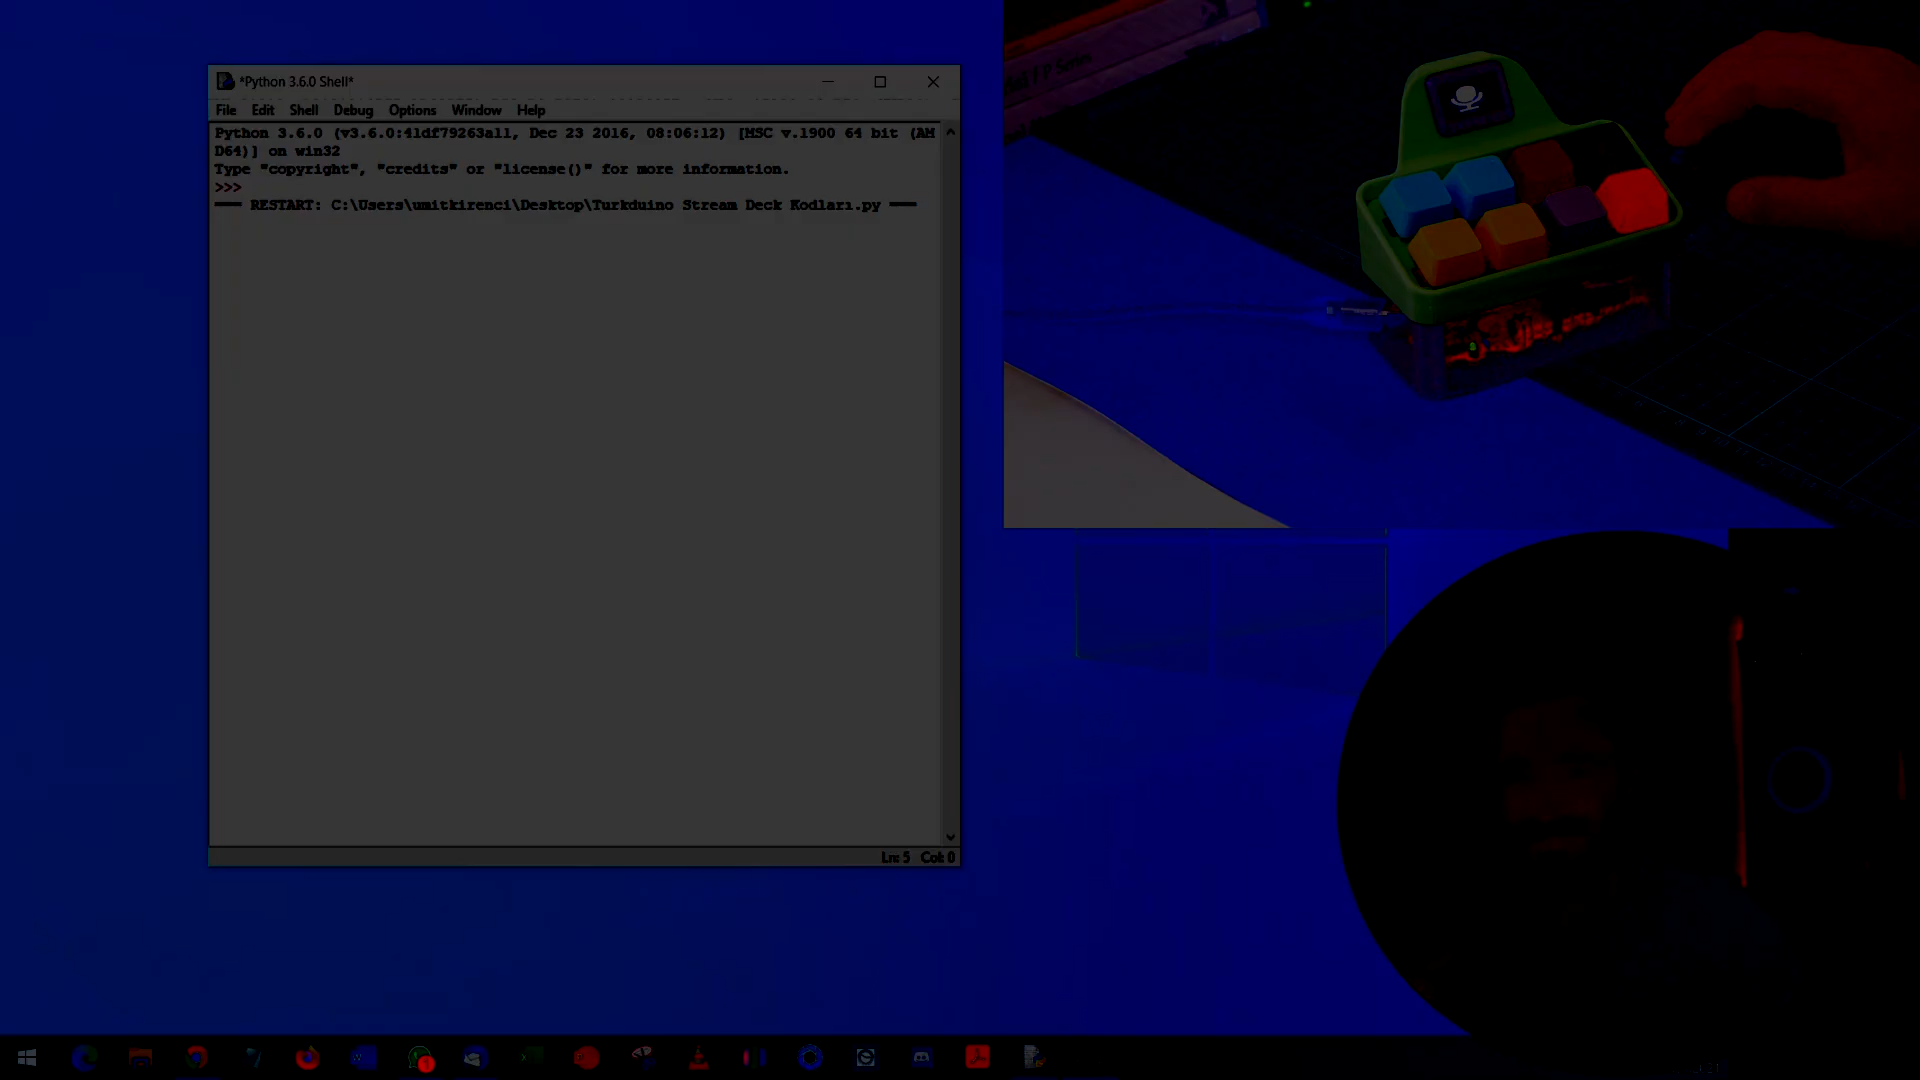 *Python 3.6.0 Shell*
File Edit Shell Debug Options Window Help
Python 3.6.0 (v3.6.0:41df79263a11, Dec 23 2016, 08:06:12) [MSC v.1900 64 bit (AM
D64)] on win32
Type "copyright", "credits" or "license()" for more information.
>>>
RESTART: C:\Users\umitkirenci\Desktop\Turkduino Stream Deck Kodları.py
Ln: 5 Col: 0